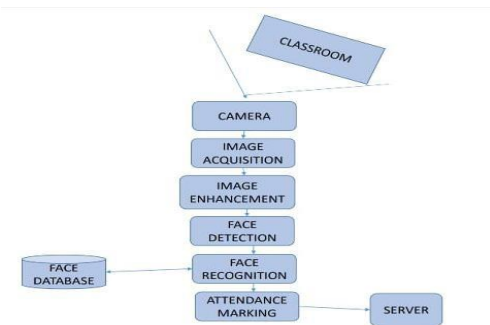 CLASSROOM
CAMERA
IMAGE
ACQUISITION
IMAGE
ENHANCEMENT
FACE
DETECTION
FACE
DATABASE
FACE
RECOGNITION
ATTENDANCE
MARKING
SERVER